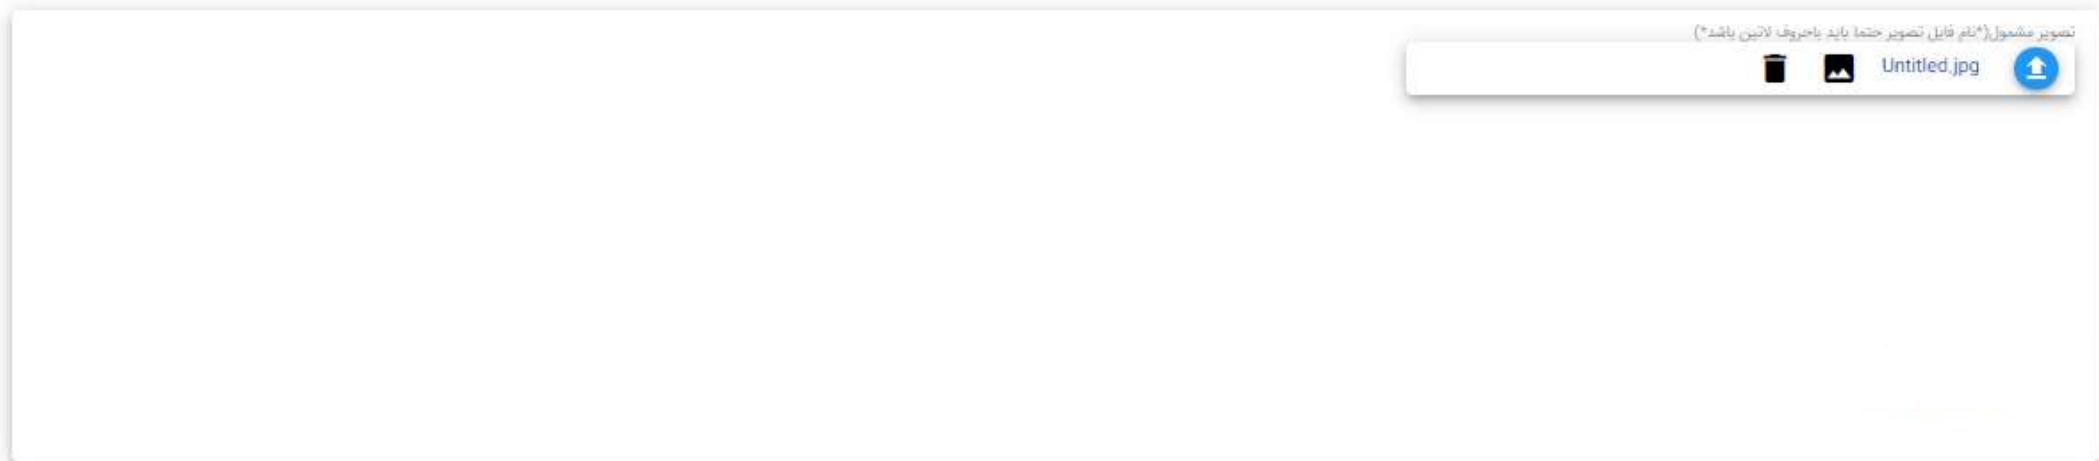 تصویر مشمول(*نام فایل تصویر حتما باید باحروف لاتین باشد*)
Untitled.jpg